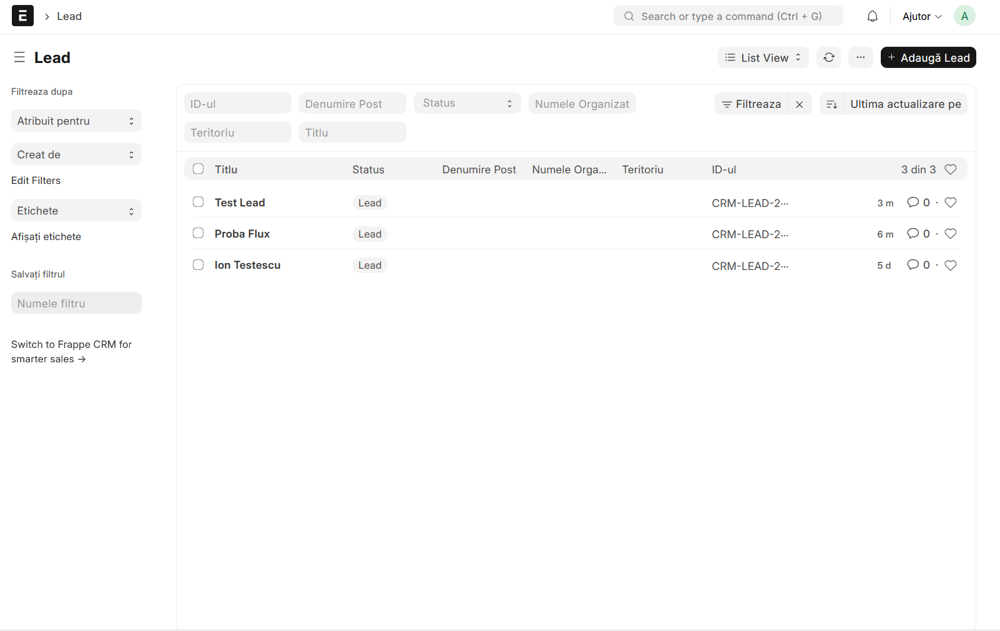 E
Lead
Search or type a command (Ctrl + G)
Ajutor
A
Lead
List View
Adaugă Lead
Filtreaza dupa
Atribuit pentru
Creat de
Edit Filters
Etichete
Afișați etichete
Salvați filtrul
Numele filtru
Switch to Frappe CRM for
smarter sales →
ID-ul
Denumire Post
Status
Numele Organizat
Filtreaza
Ultima actualizare pe
Teritoriu
Titlu
Titlu Status Denumire Post Numele Orga... Teritoriu ID-ul 3 din 3
Test Lead Lead CRM-LEAD-2... 3 m 0 ·
Proba Flux Lead CRM-LEAD-2... 6 m 0 ·
Ion Testescu Lead CRM-LEAD-2... 5 d 0 ·